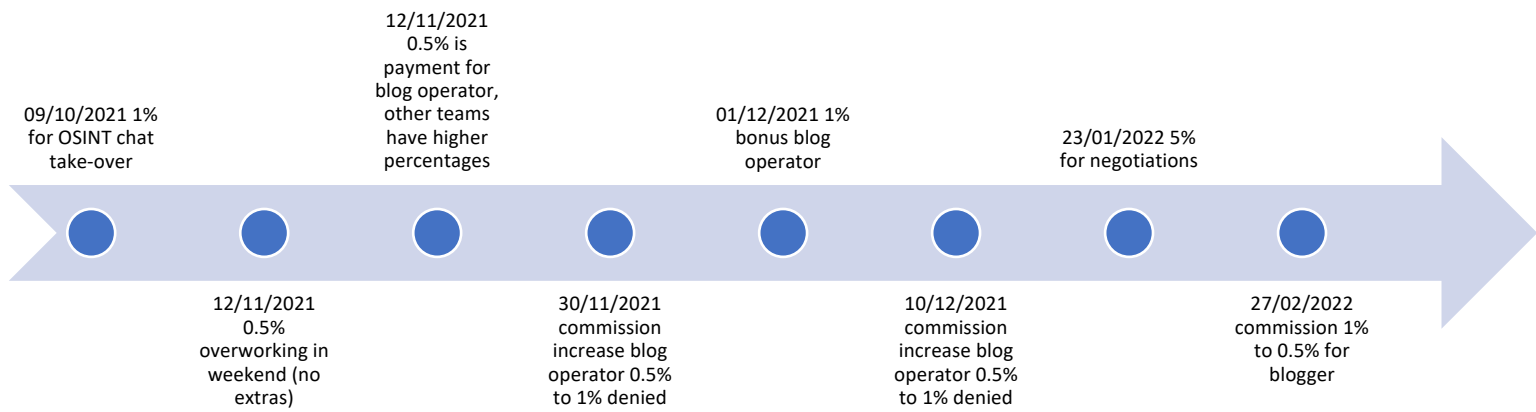 09/10/2021 1%
for OSINT chat
take-over
12/11/2021
0.5%
overworking in
weekend (no
extras)
12/11/2021
0.5% is
payment for
blog operator,
other teams
have higher
percentages
30/11/2021
commission
increase blog
operator 0.5%
to 1% denied
01/12/2021 1%
bonus blog
operator
10/12/2021
commission
increase blog
operator 0.5%
to 1% denied
23/01/2022 5%
for negotiations
27/02/2022
commission 1%
to 0.5% for
blogger